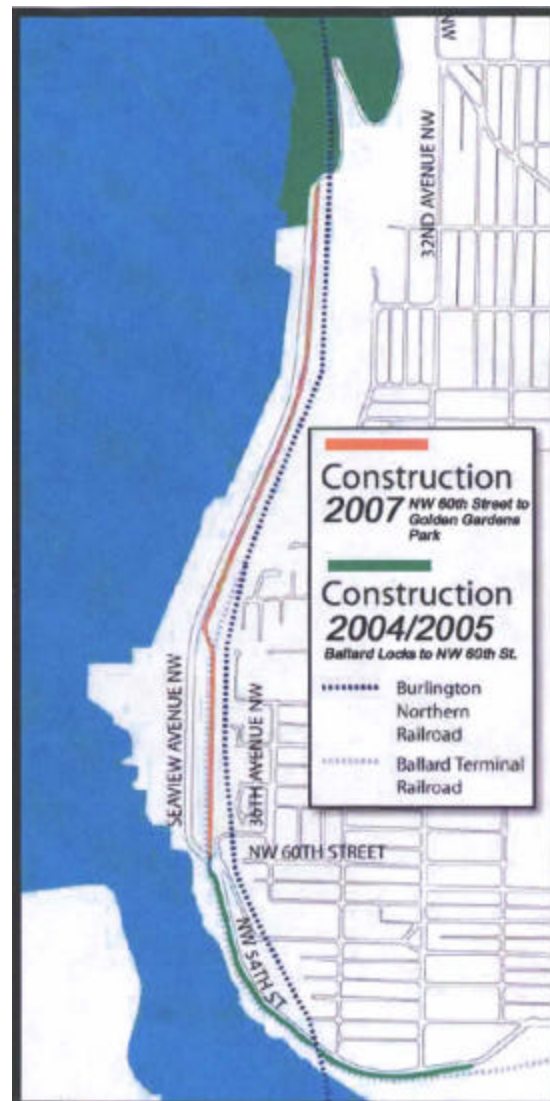 NW
32ND AVENUE NW
Construction
2007 NW 60th Street to
Golden Gardens
Park
Construction
2004/2005
Ballard Locks to NW 60th St.
Burlington
Northern
Railroad
Ballard Terminal
Railroad
SEAVIEW AVENUE NW
36TH AVENUE NW
NW 60TH STREET
NW 54TH ST